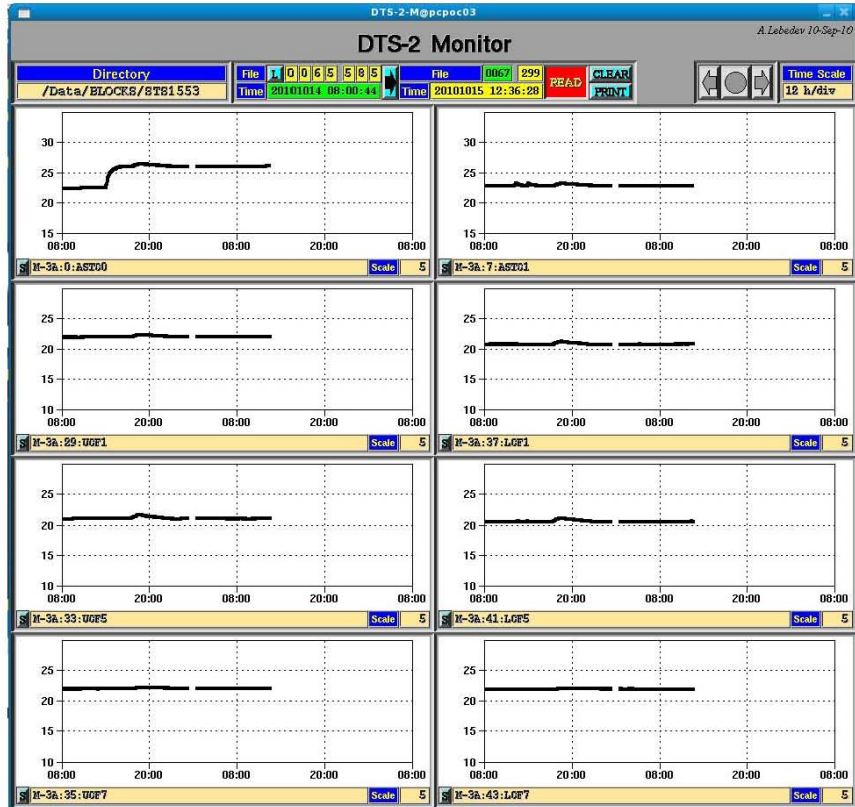 DTS-2-M@pcpoc03
DTS-2 Monitor
A.Lebedev 10-Sep-10
Directory
/Data/BLOCKS/STS1553
File L 0 0 6 5 5 8 5
Time 20101014 08:00:44
File 0067 299
Time 20101015 12:36:28
READ
CLEAR
PRINT
Time Scale
12 h/div
30
25
20
15
08:00 20:00 08:00 20:00 08:00
S M-3A:0:ASTG0 Scale 5
30
25
20
15
08:00 20:00 08:00 20:00 08:00
S M-3A:7:ASTG1 Scale 5
25
20
15
10
08:00 20:00 08:00 20:00 08:00
S M-3A:29:UGF1 Scale 5
25
20
15
10
08:00 20:00 08:00 20:00 08:00
S M-3A:37:LGF1 Scale 5
25
20
15
10
08:00 20:00 08:00 20:00 08:00
S M-3A:33:UGF5 Scale 5
25
20
15
10
08:00 20:00 08:00 20:00 08:00
S M-3A:41:LGF5 Scale 5
25
20
15
10
08:00 20:00 08:00 20:00 08:00
S M-3A:35:UGF7 Scale 5
25
20
15
10
08:00 20:00 08:00 20:00 08:00
S M-3A:43:LGF7 Scale 5